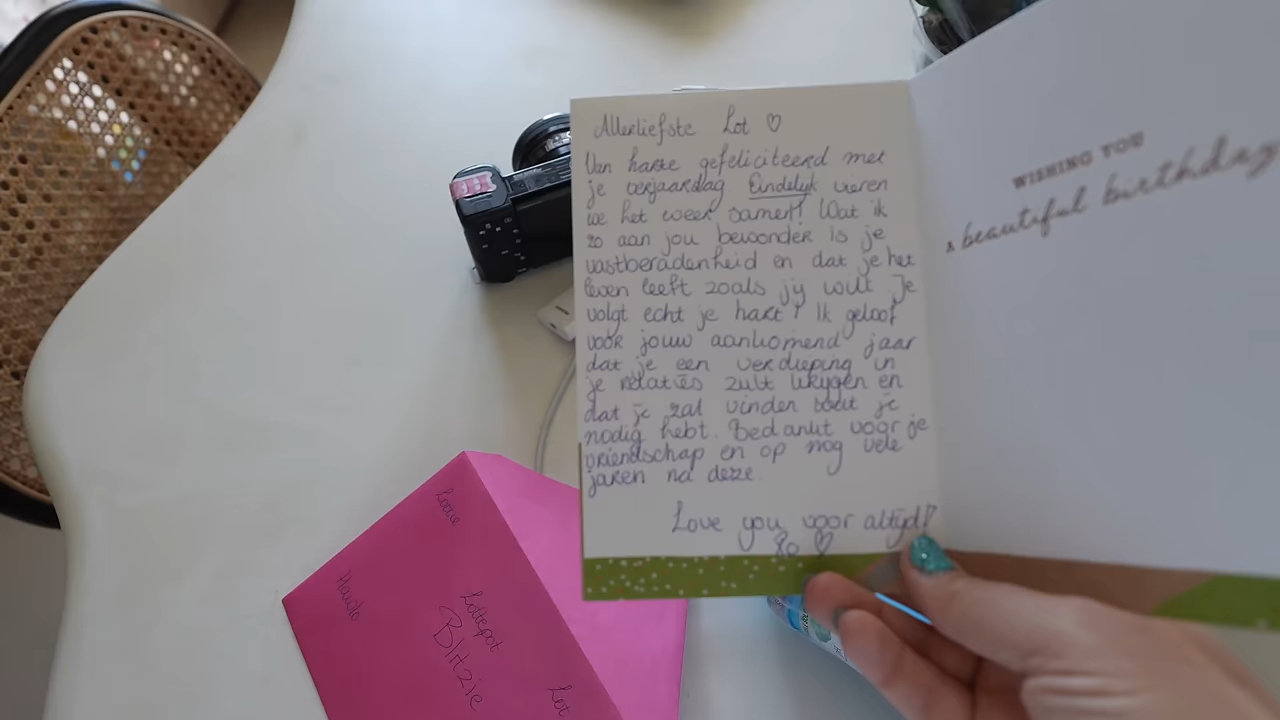 Allerliefste Lot ♡
Van harte gefeliciteerd met
je verjaardag Eindelijk vieren
we het weer samen! Wat ik
zo aan jou bewonder is je
vastberadenheid en dat je het
leven leeft zoals jij wilt Je
volgt echt je hart! Ik geloof
voor jouw aankomend jaar
dat je een verdieping in
je relaties zult krijgen en
dat je zal vinden wat je
nodig hebt. Bedankt voor je
vriendschap en op nog vele
jaren na deze.
Love you voor altijd!
Ro ♡
WISHING YOU
a beautiful birthday
Lottie
Lottepot
Blitzie
Lot